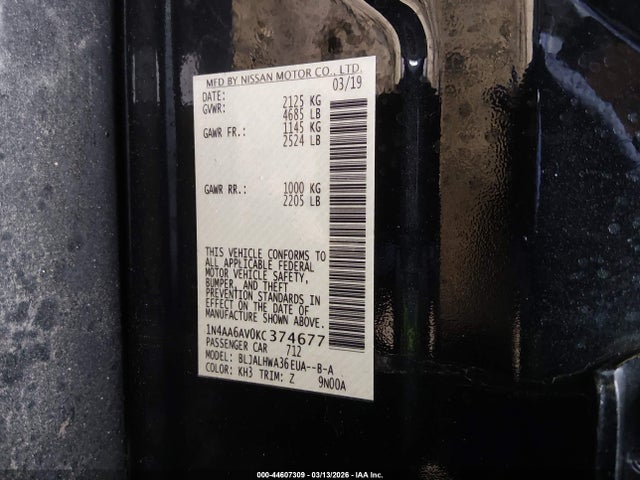 MFD BY NISSAN MOTOR CO., LTD.
DATE: 03/19
GVWR: 2125 KG
4685 LB
GAWR FR.: 1145 KG
2524 LB
GAWR RR.: 1000 KG
2205 LB
THIS VEHICLE CONFORMS TO
ALL APPLICABLE FEDERAL
MOTOR VEHICLE SAFETY,
BUMPER, AND THEFT
PREVENTION STANDARDS IN
EFFECT ON THE DATE OF
MANUFACTURE SHOWN ABOVE.
1N4AA6AV0KC374677
PASSENGER CAR 712
MODEL: BLJALHWA36EUA--B-A
COLOR: KH3 TRIM: Z 9N00A
000-44607309 - 03/13/2026 - IAA Inc.